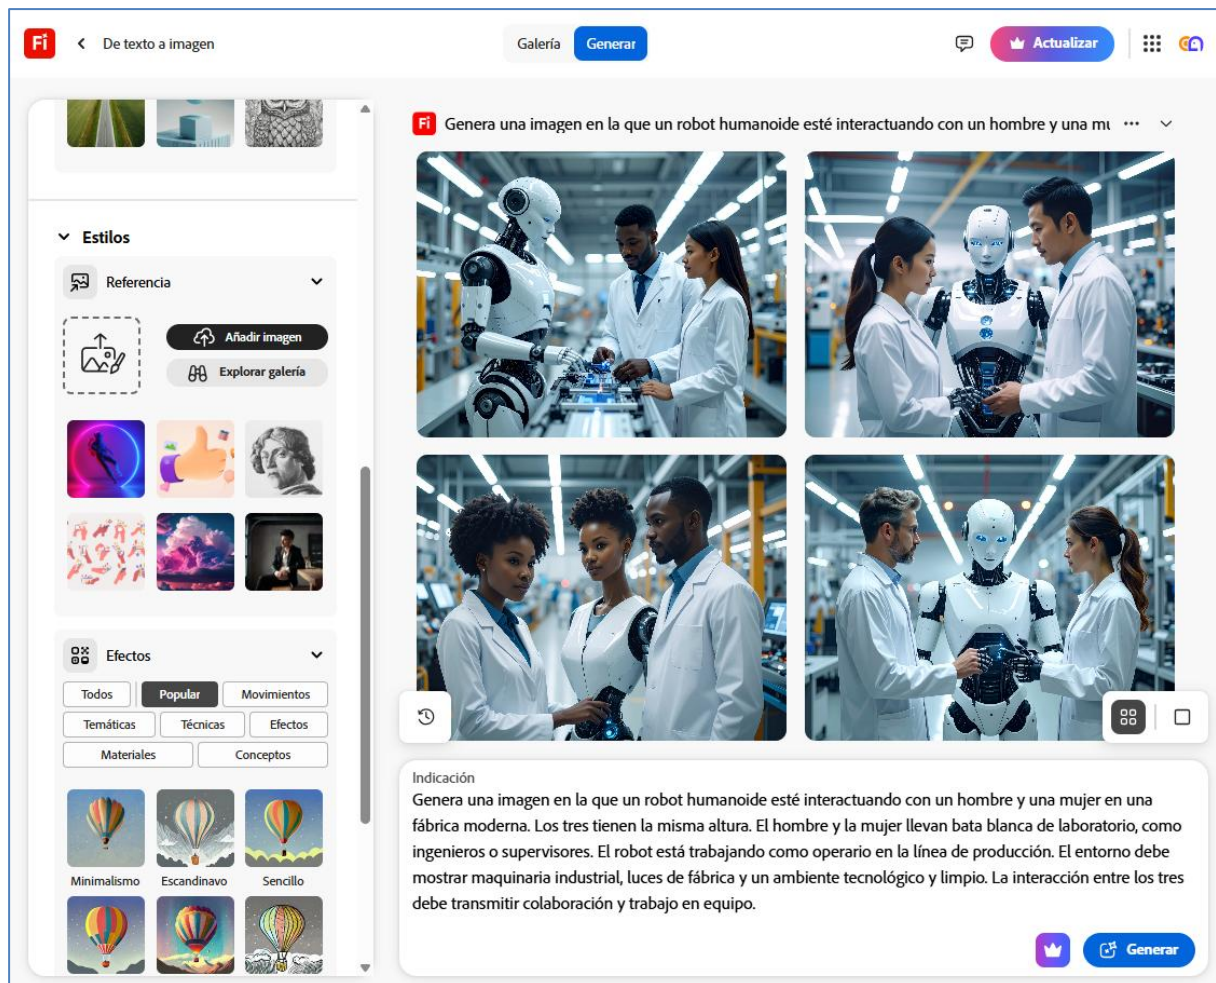 Fi
De texto a imagen
Galería
Generar
Actualizar
Estilos
Referencia
Añadir imagen
Explorar galería
Efectos
Todos
Popular
Movimientos
Temáticas
Técnicas
Efectos
Materiales
Conceptos
Minimalismo
Escandinavo
Sencillo
Fi
Genera una imagen en la que un robot humanoide esté interactuando con un hombre y una mu
Indicación
Genera una imagen en la que un robot humanoide esté interactuando con un hombre y una mujer en una
fábrica moderna. Los tres tienen la misma altura. El hombre y la mujer llevan bata blanca de laboratorio, como
ingenieros o supervisores. El robot está trabajando como operario en la línea de producción. El entorno debe
mostrar maquinaria industrial, luces de fábrica y un ambiente tecnológico y limpio. La interacción entre los tres
debe transmitir colaboración y trabajo en equipo.
Generar